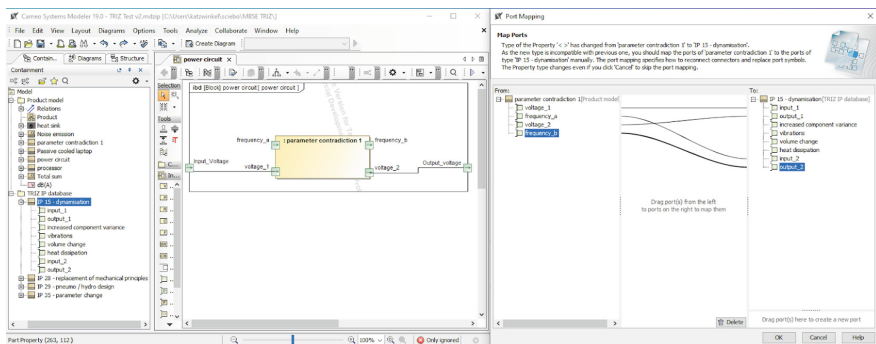 Cameo Systems Modeler 19.0 - TRIZ Test v2.mdzip [C:\Users\katzwinkel\sciebo\MBSE TRIZ\]
File Edit View Layout Diagrams Options Tools Analyze Collaborate Window Help
Create Diagram
Contain... Diagrams Structure
Containment
Model
Product model
Relations
Product
heat sink
Noise emission
parameter contradiction 1
Passive cooled laptop
power circuit
processor
Total sum
dB(A)
TRIZ IP database
IP 15 - dynamisation
input_1
output_1
increased component variance
vibrations
volume change
heat dissipation
input_2
output_2
IP 28 - replacement of mechanical principles
IP 29 - pneumo / hydro design
IP 35 - parameter change
Part Property (263, 112 )
power circuit
Selection
Tools
C...
In...
ibd [Block] power circuit[ power circuit ]
frequency_a
: parameter contradiction 1
frequency_b
Input_Voltage
voltage_1
voltage_2
Output_voltage
100%
Only ignored
Port Mapping
Map Ports
Type of the Property '< >' has changed from 'parameter contradiction 1' to 'IP 15 - dynamisation'.
As the new type is incompatible with previous one, you should map the ports of 'parameter contradiction 1' to the ports of
type 'IP 15 - dynamisation' manually. The port mapping specifies how to reconnect connectors and replace port symbols.
The Property type changes even if you click "Cancel" to skip the port mapping.
From:
parameter contradiction 1[Product model
voltage_1
frequency_a
voltage_2
frequency_b
Drag port(s) from the left
to ports on the right to map them
Delete
To:
IP 15 - dynamisation[TRIZ IP database]
input_1
output_1
increased component variance
vibrations
volume change
heat dissipation
input_2
output_2
Drag port(s) here to create a new port
OK Cancel Help